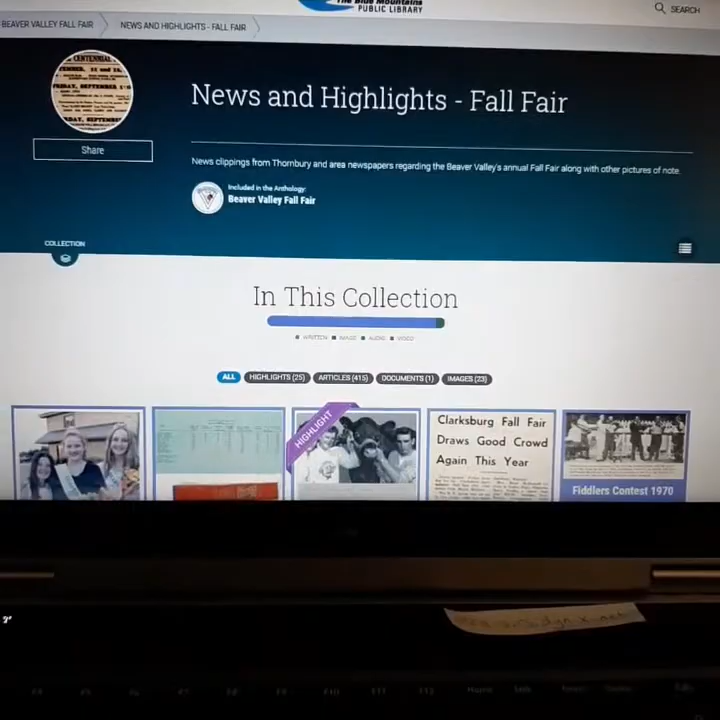 The Blue Mountains
PUBLIC LIBRARY
SEARCH
BEAVER VALLEY FALL FAIR
NEWS AND HIGHLIGHTS - FALL FAIR
CENTENNIAL
News and Highlights - Fall Fair
Share
News clippings from Thornbury and area newspapers regarding the Beaver Valley's annual Fall Fair along with other pictures of note.
Included in the Anthology:
Beaver Valley Fall Fair
COLLECTION
In This Collection
WRITTEN IMAGE AUDIO VIDEO
ALL
HIGHLIGHTS (25)
ARTICLES (415)
DOCUMENTS (1)
IMAGES (23)
HIGHLIGHT
Clarksburg Fall Fair
Draws Good Crowd
Again This Year
Fiddlers Contest 1970
F10 F11 F12 Home